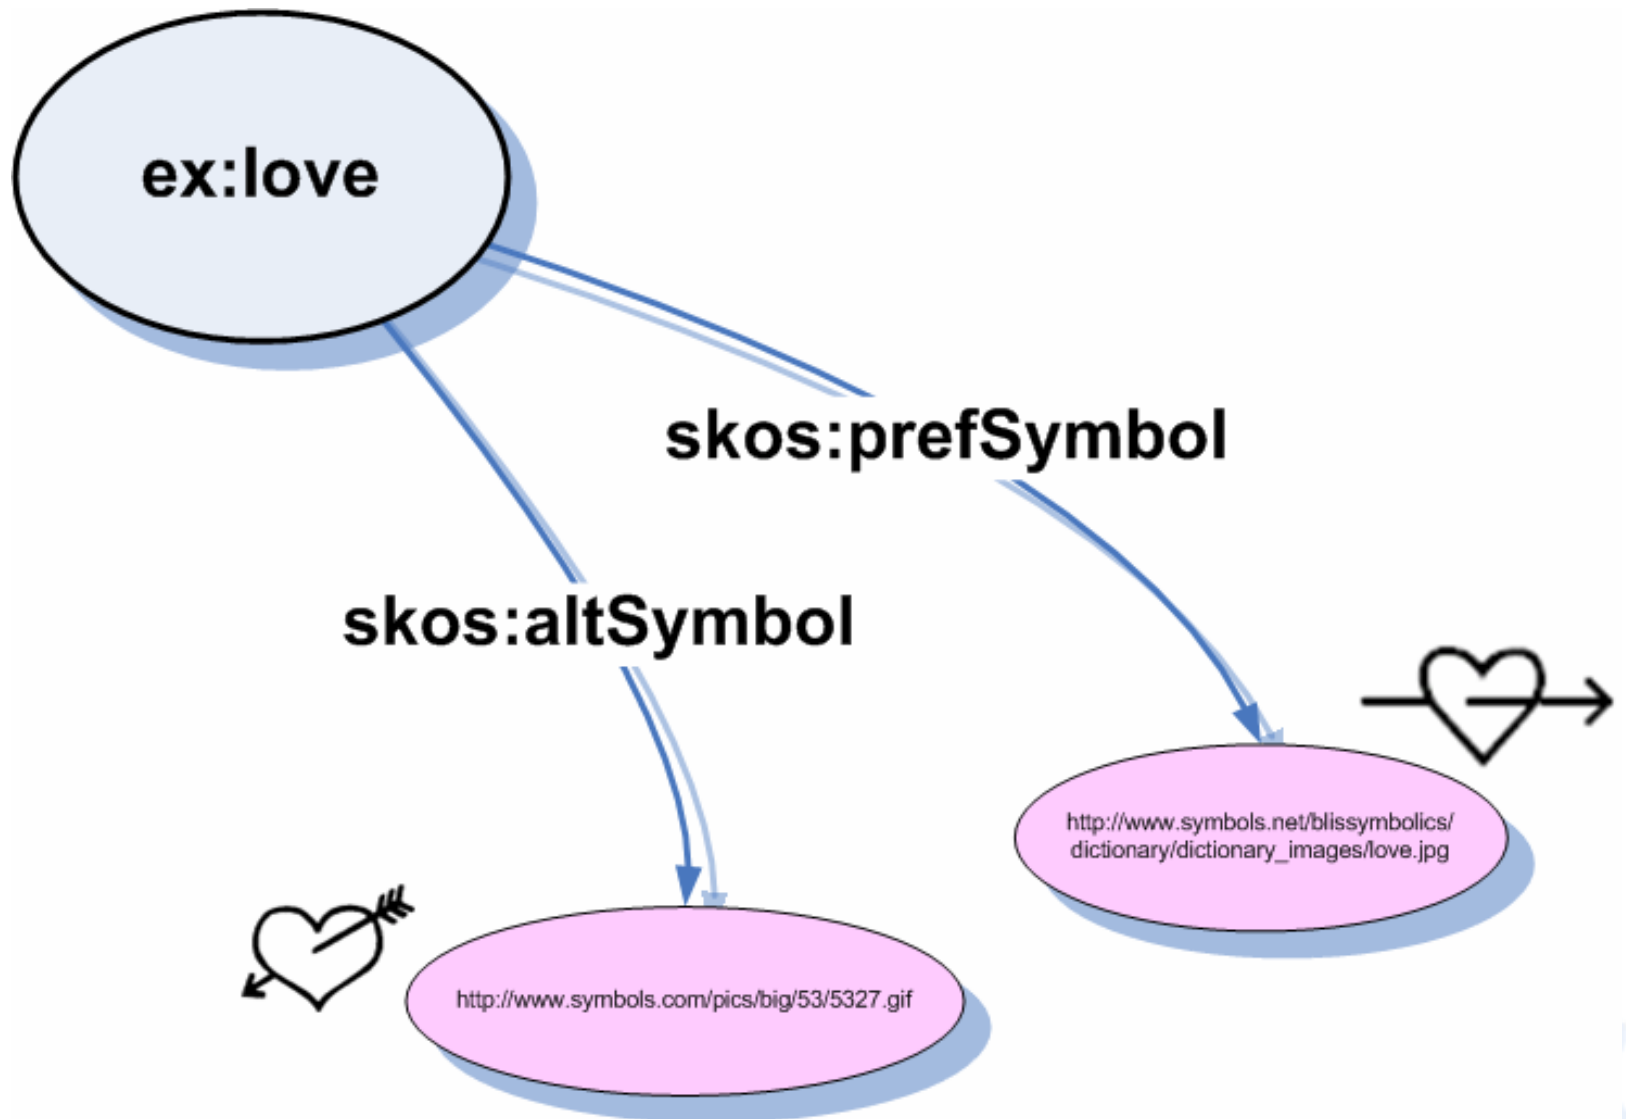 ex:love
skos:prefSymbol
skos:altSymbol
http://www.symbols.net/blissymbolics/
dictionary/dictionary_images/love.jpg
http://www.symbols.com/pics/big/53/5327.gif